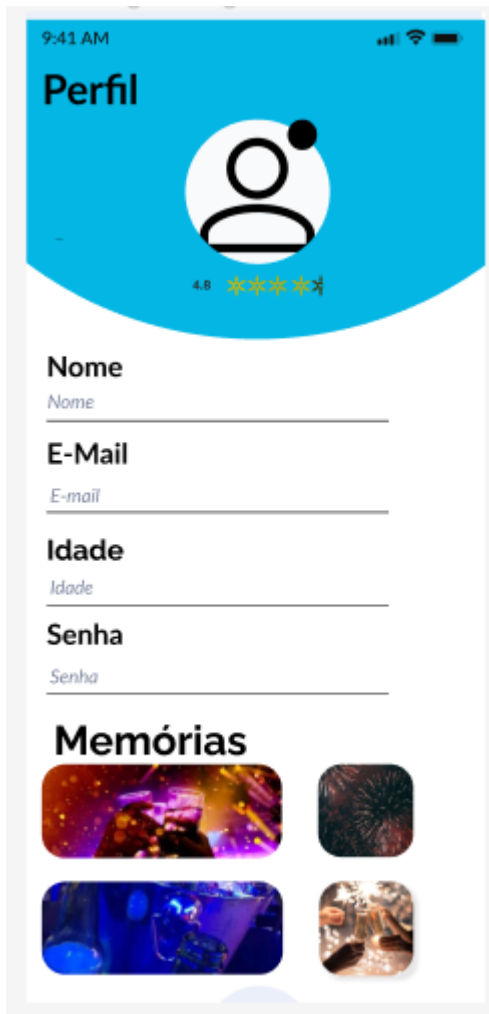 9:41 AM
Perfil
4.8
Nome
Nome
E-Mail
E-mail
Idade
Idade
Senha
Senha
Memórias